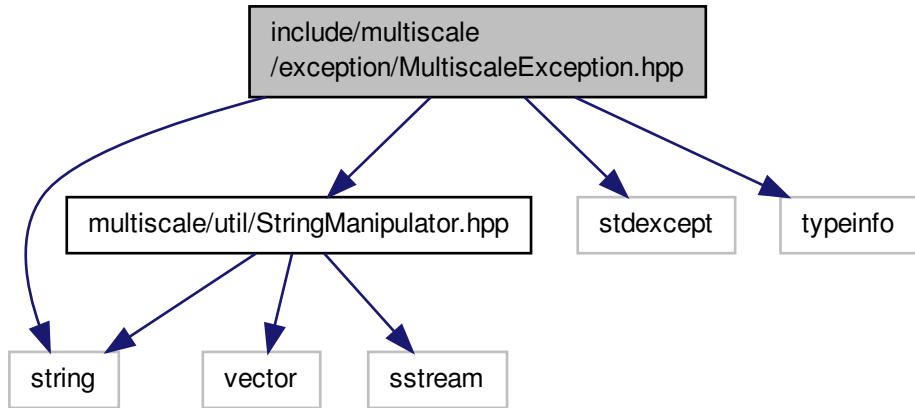 include/multiscale
/exception/MultiscaleException.hpp
multiscale/util/StringManipulator.hpp
stdexcept
typeinfo
string
vector
sstream